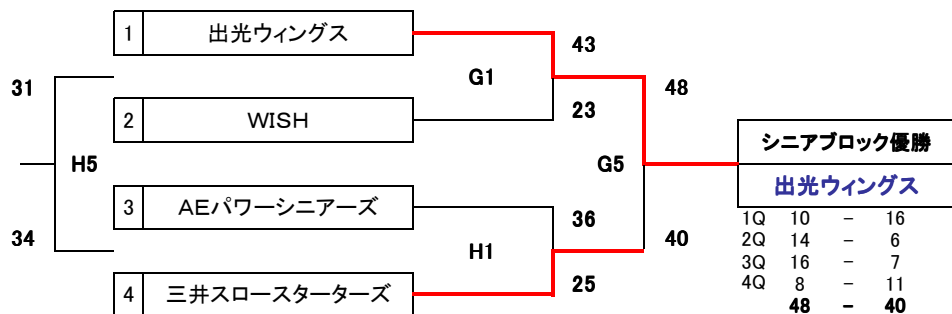 1 出光ウィングス
43
31
G1
48
2 WISH
23
シニアブロック優勝
H5
G5
出光ウィングス
3 AEパワーシニアーズ
36
1Q 10 – 16
34
40
2Q 14 – 6
H1
3Q 16 – 7
4 三井スロースターターズ
25
4Q 8 – 11
48 – 40